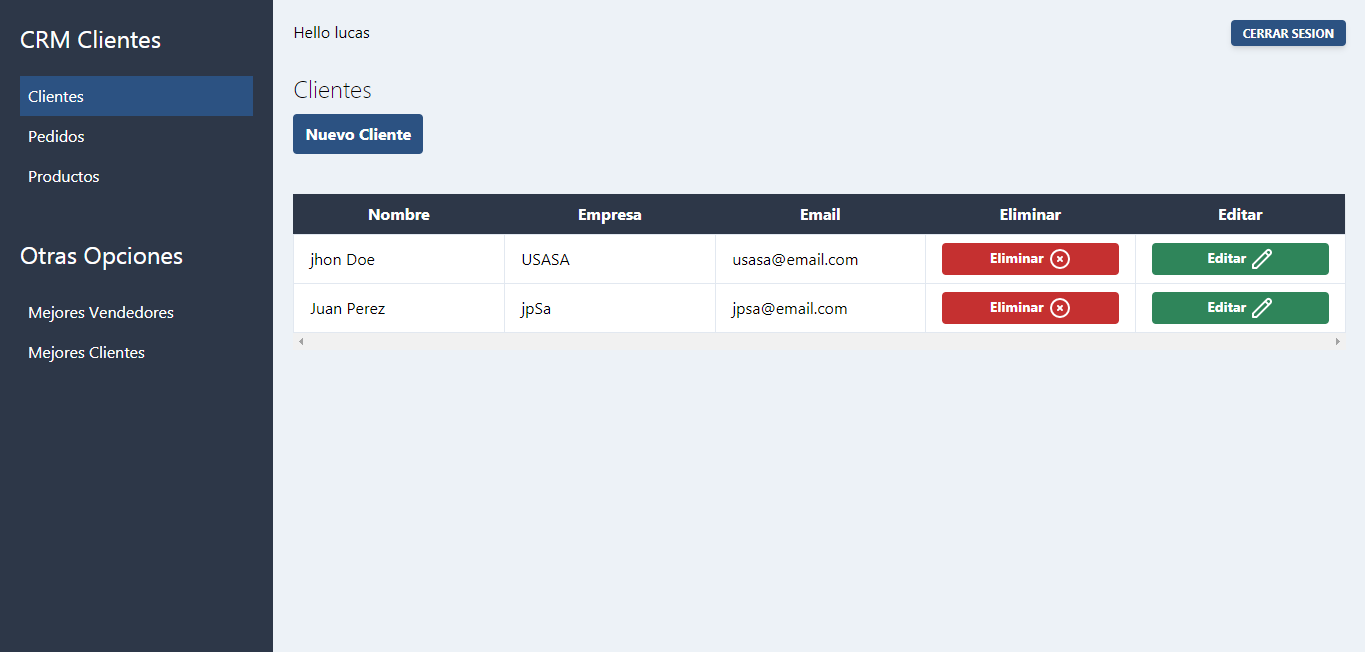 CRM Clientes
Clientes
Pedidos
Productos
Otras Opciones
Mejores Vendedores
Mejores Clientes
Hello lucas
CERRAR SESION
Clientes
Nuevo Cliente
Nombre Empresa Email Eliminar Editar
jhon Doe USASA usasa@email.com Eliminar Editar
Juan Perez jpSa jpsa@email.com Eliminar Editar